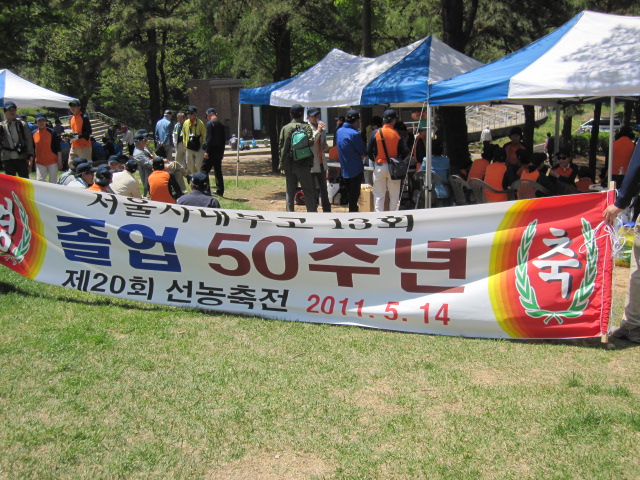 서울사대부고 13회
졸업 50주년
제20회 선농축전 2011. 5. 14
축